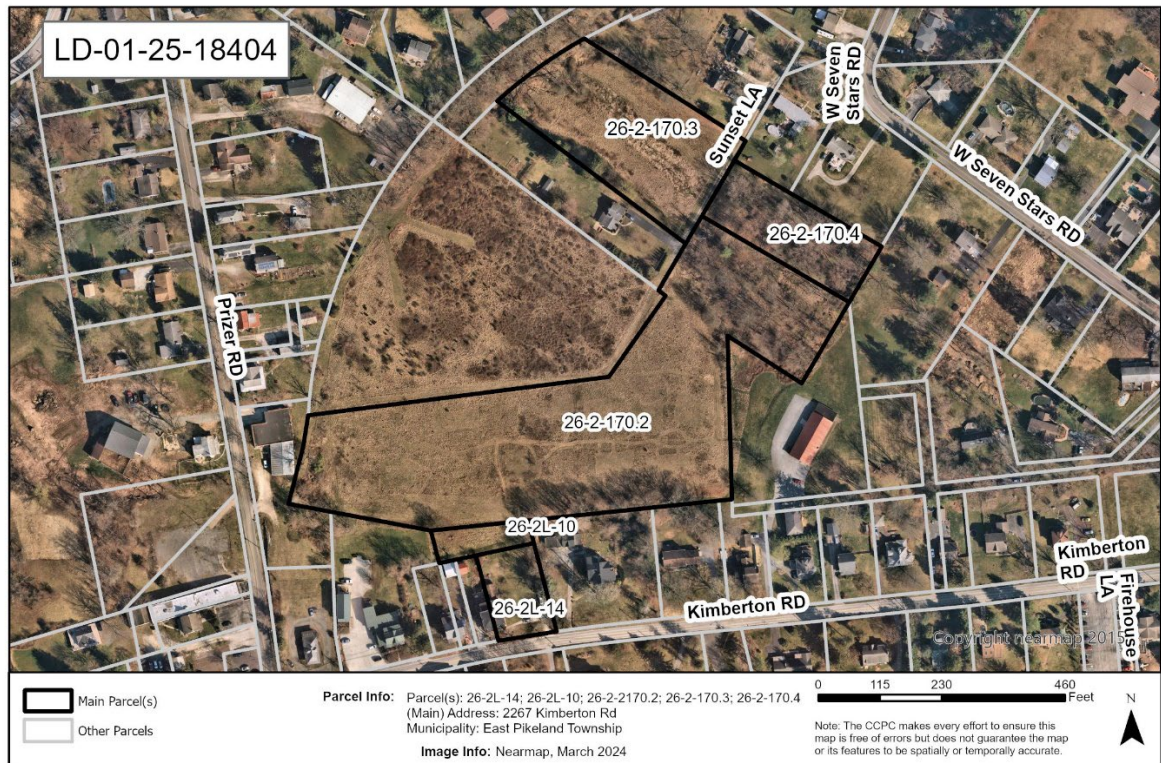 LD-01-25-18404
W Seven
Stars RD
Sunset LA
26-2-170.3
W Seven Stars RD
26-2-170.4
Prizer RD
26-2-170.2
26-2L-10
26-2L-14
Kimberton RD
Kimberton
RD
Firehouse
LA
Copyright nearmap 2015
Main Parcel(s)
Other Parcels
Parcel Info: Parcel(s): 26-2L-14; 26-2L-10; 26-2-2170.2; 26-2-170.3; 26-2-170.4
(Main) Address: 2267 Kimberton Rd
Municipality: East Pikeland Township
Image Info: Nearmap, March 2024
0 115 230 460
Feet
N
Note: The CCPC makes every effort to ensure this
map is free of errors but does not guarantee the map
or its features to be spatially or temporally accurate.